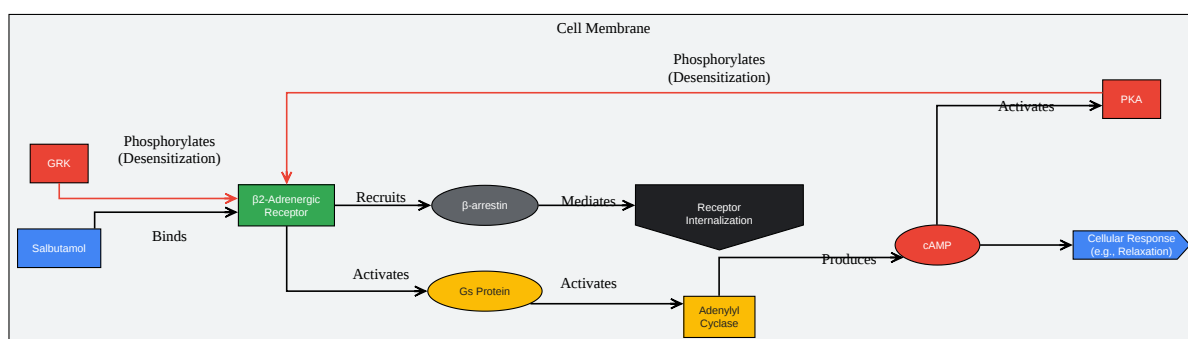 Cell Membrane
Phosphorylates
(Desensitization)
PKA
Activates
Phosphorylates
(Desensitization)
GRK
β2-Adrenergic
Receptor
Recruits
β-arrestin
Mediates
Receptor
Internalization
Salbutamol
Binds
cAMP
Cellular Response
(e.g., Relaxation)
Produces
Activates
Gs Protein
Activates
Adenylyl
Cyclase